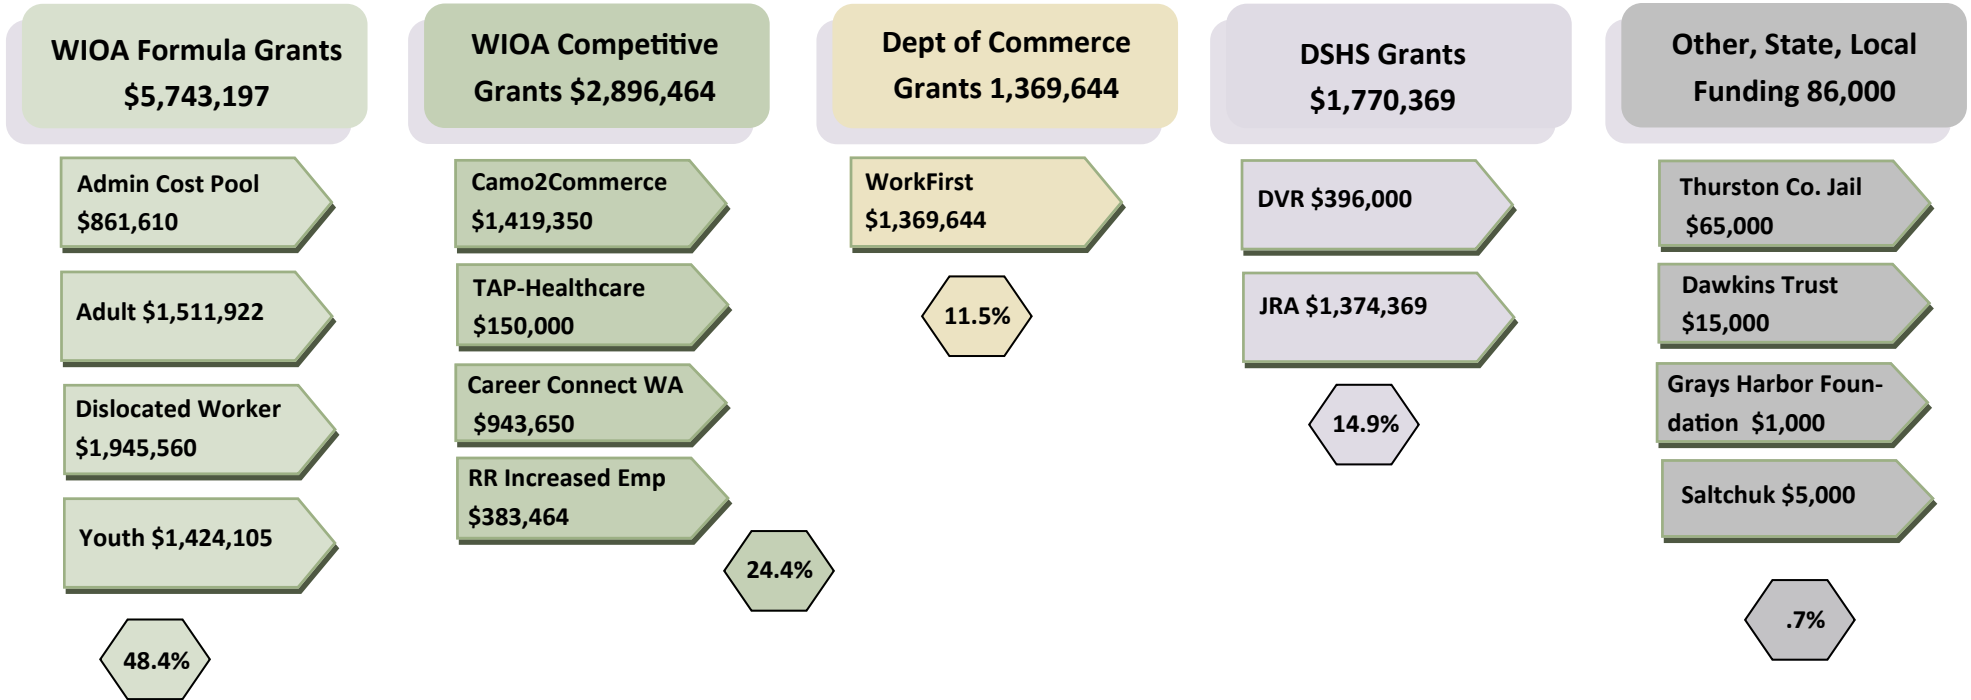 WIOA Formula Grants
$5,743,197
Admin Cost Pool
$861,610
Adult $1,511,922
Dislocated Worker
$1,945,560
Youth $1,424,105
48.4%
WIOA Competitive
Grants $2,896,464
Camo2Commerce
$1,419,350
TAP-Healthcare
$150,000
Career Connect WA
$943,650
RR Increased Emp
$383,464
24.4%
Dept of Commerce
Grants 1,369,644
WorkFirst
$1,369,644
11.5%
DSHS Grants
$1,770,369
DVR $396,000
JRA $1,374,369
14.9%
Other, State, Local
Funding 86,000
Thurston Co. Jail
$65,000
Dawkins Trust
$15,000
Grays Harbor Foun-
dation $1,000
Saltchuk $5,000
.7%